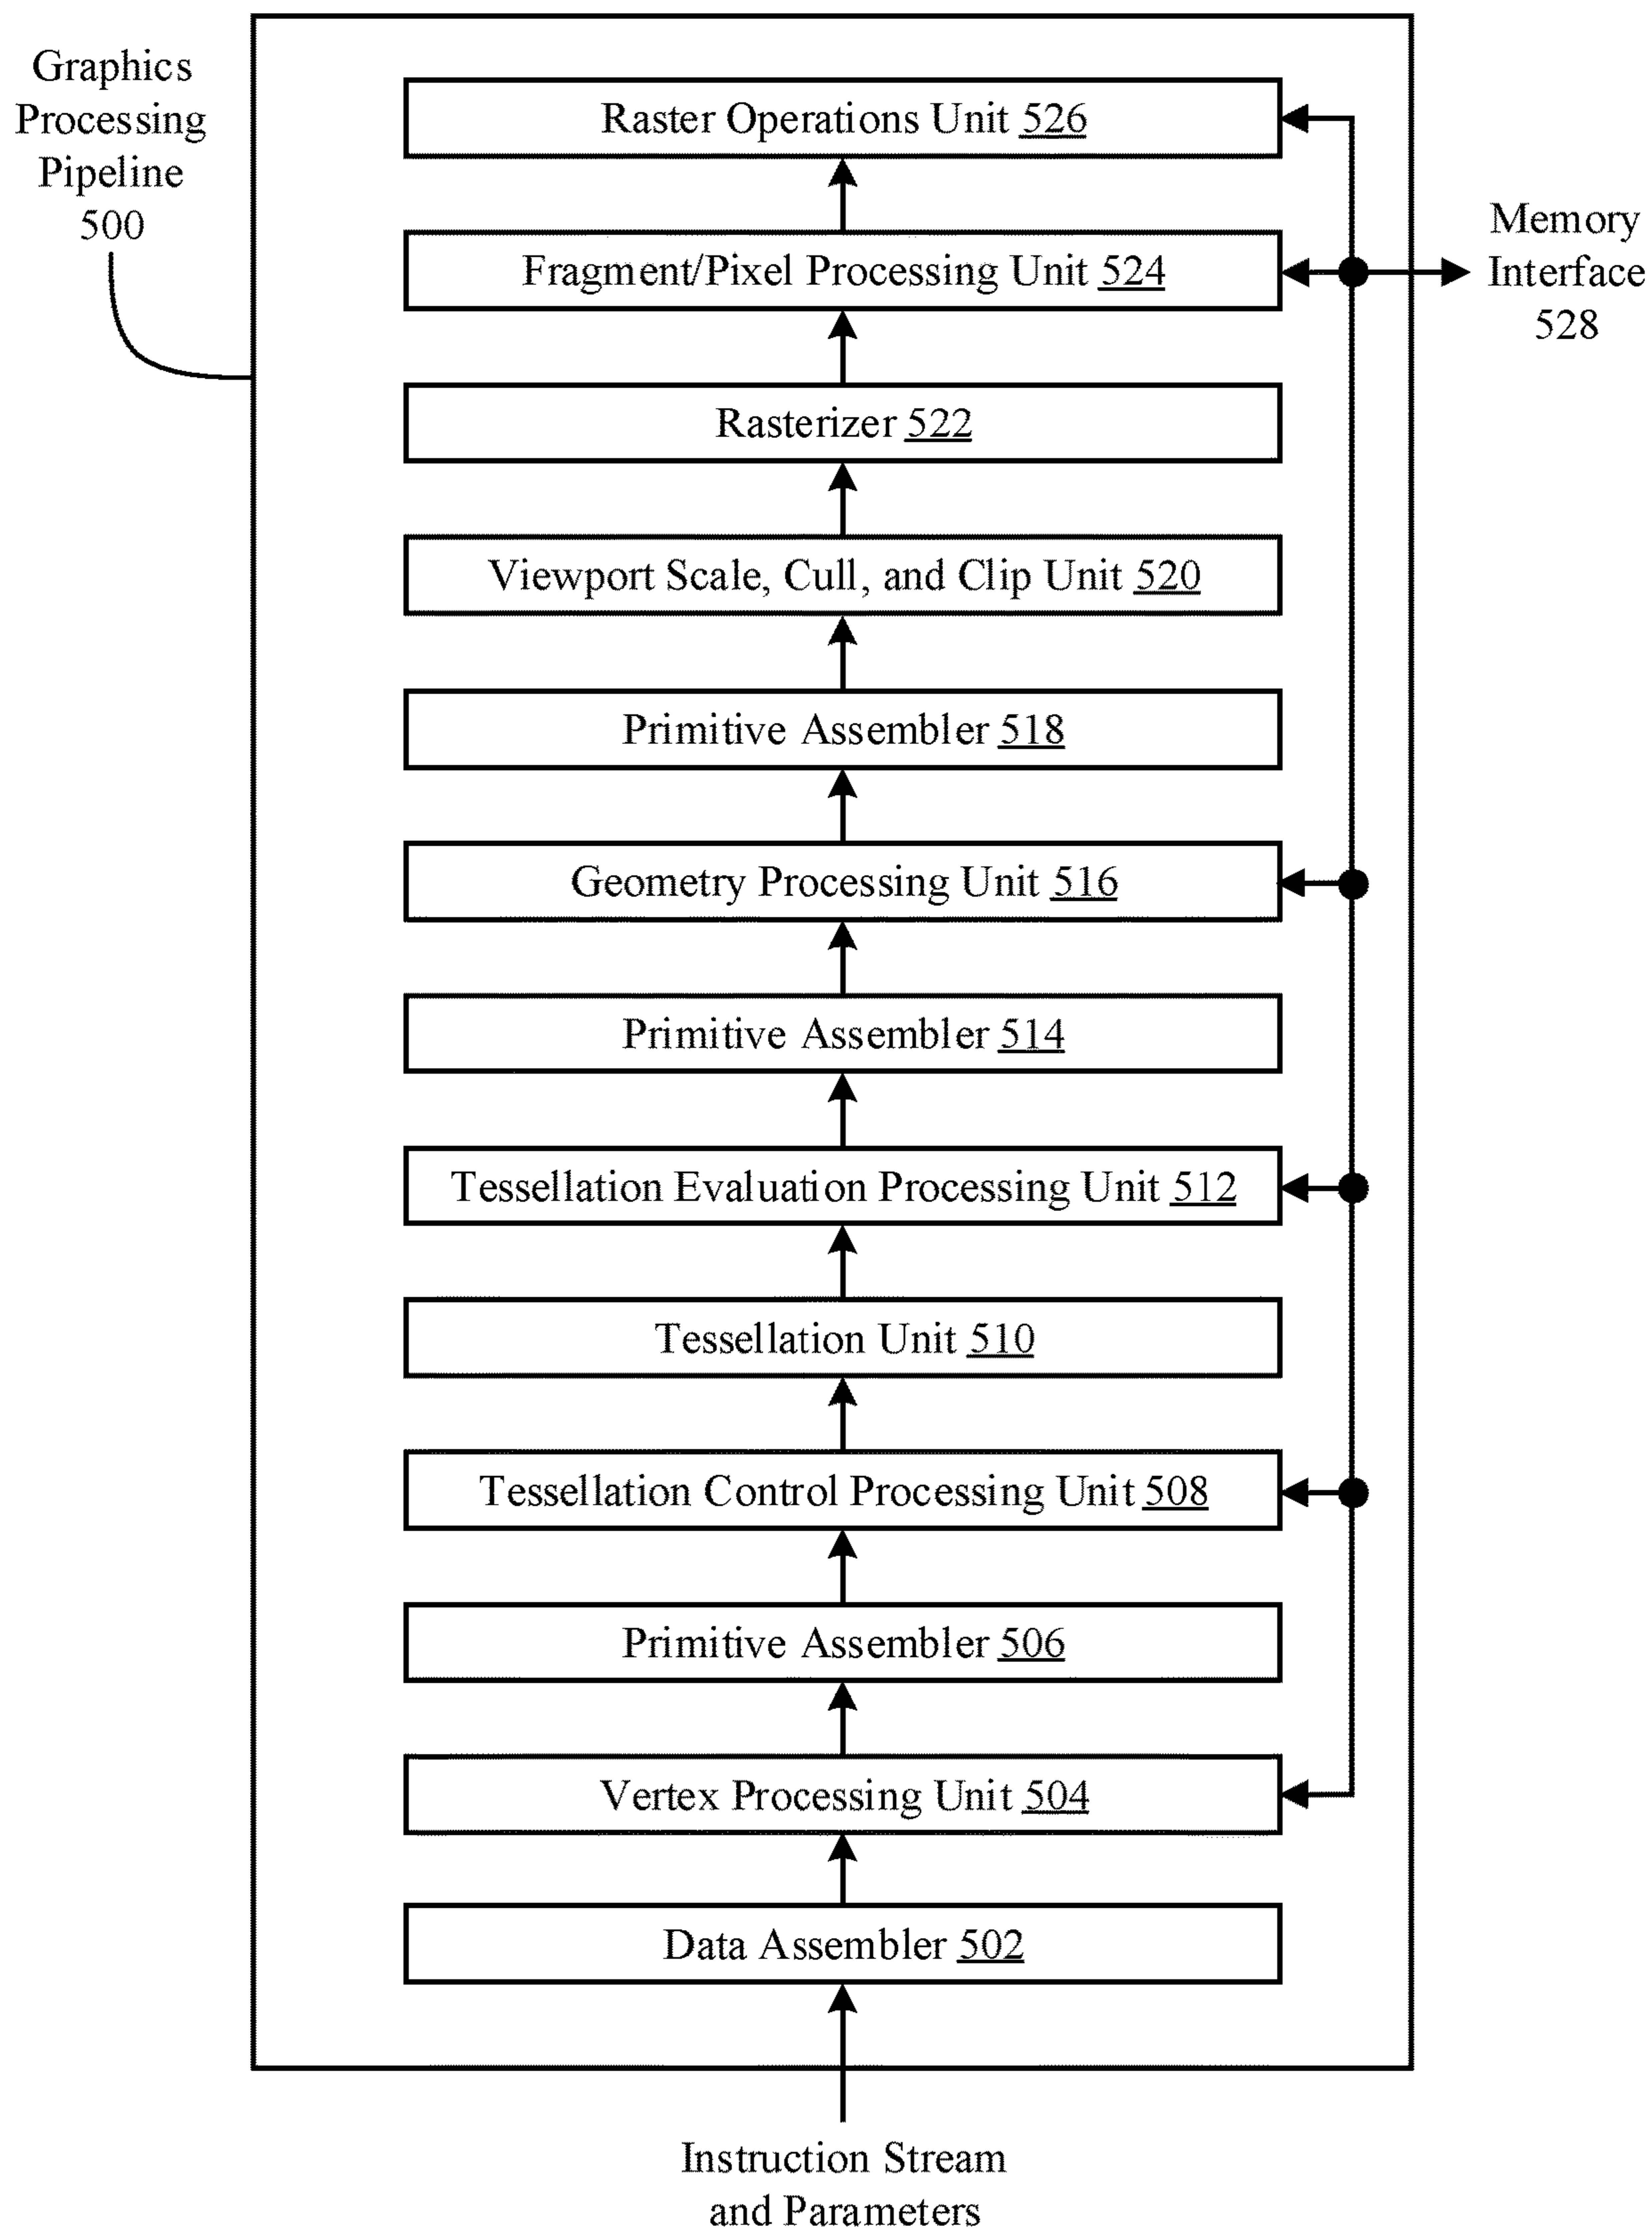 Graphics
Processing
Pipeline
500
Raster Operations Unit 526
Fragment/Pixel Processing Unit 524
Memory
Interface
528
Rasterizer 522
Viewport Scale, Cull, and Clip Unit 520
Primitive Assembler 518
Geometry Processing Unit 516
Primitive Assembler 514
Tessellation Evaluation Processing Unit 512
Tessellation Unit 510
Tessellation Control Processing Unit 508
Primitive Assembler 506
Vertex Processing Unit 504
Data Assembler 502
Instruction Stream
and Parameters